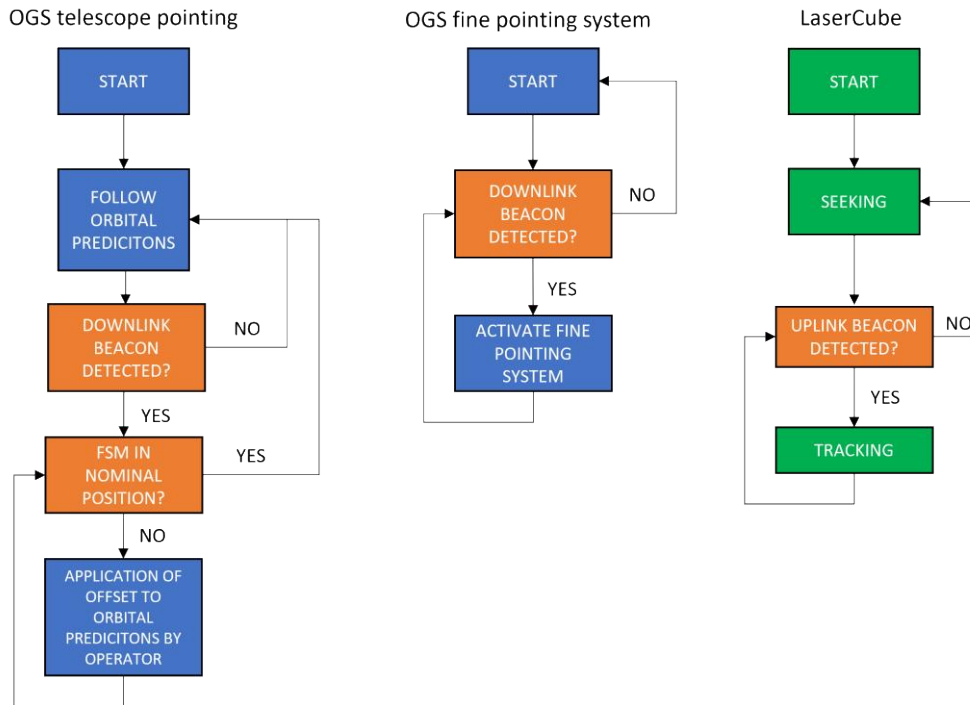 OGS telescope pointing
START
FOLLOW
ORBITAL
PREDICITONS
DOWNLINK
BEACON
DETECTED?
NO
YES
FSM IN
NOMINAL
POSITION?
YES
NO
APPLICATION OF
OFFSET TO
ORBITAL
PREDICITONS BY
OPERATOR
OGS fine pointing system
START
DOWNLINK
BEACON
DETECTED?
NO
YES
ACTIVATE FINE
POINTING
SYSTEM
LaserCube
START
SEEKING
UPLINK BEACON
DETECTED?
NO
YES
TRACKING